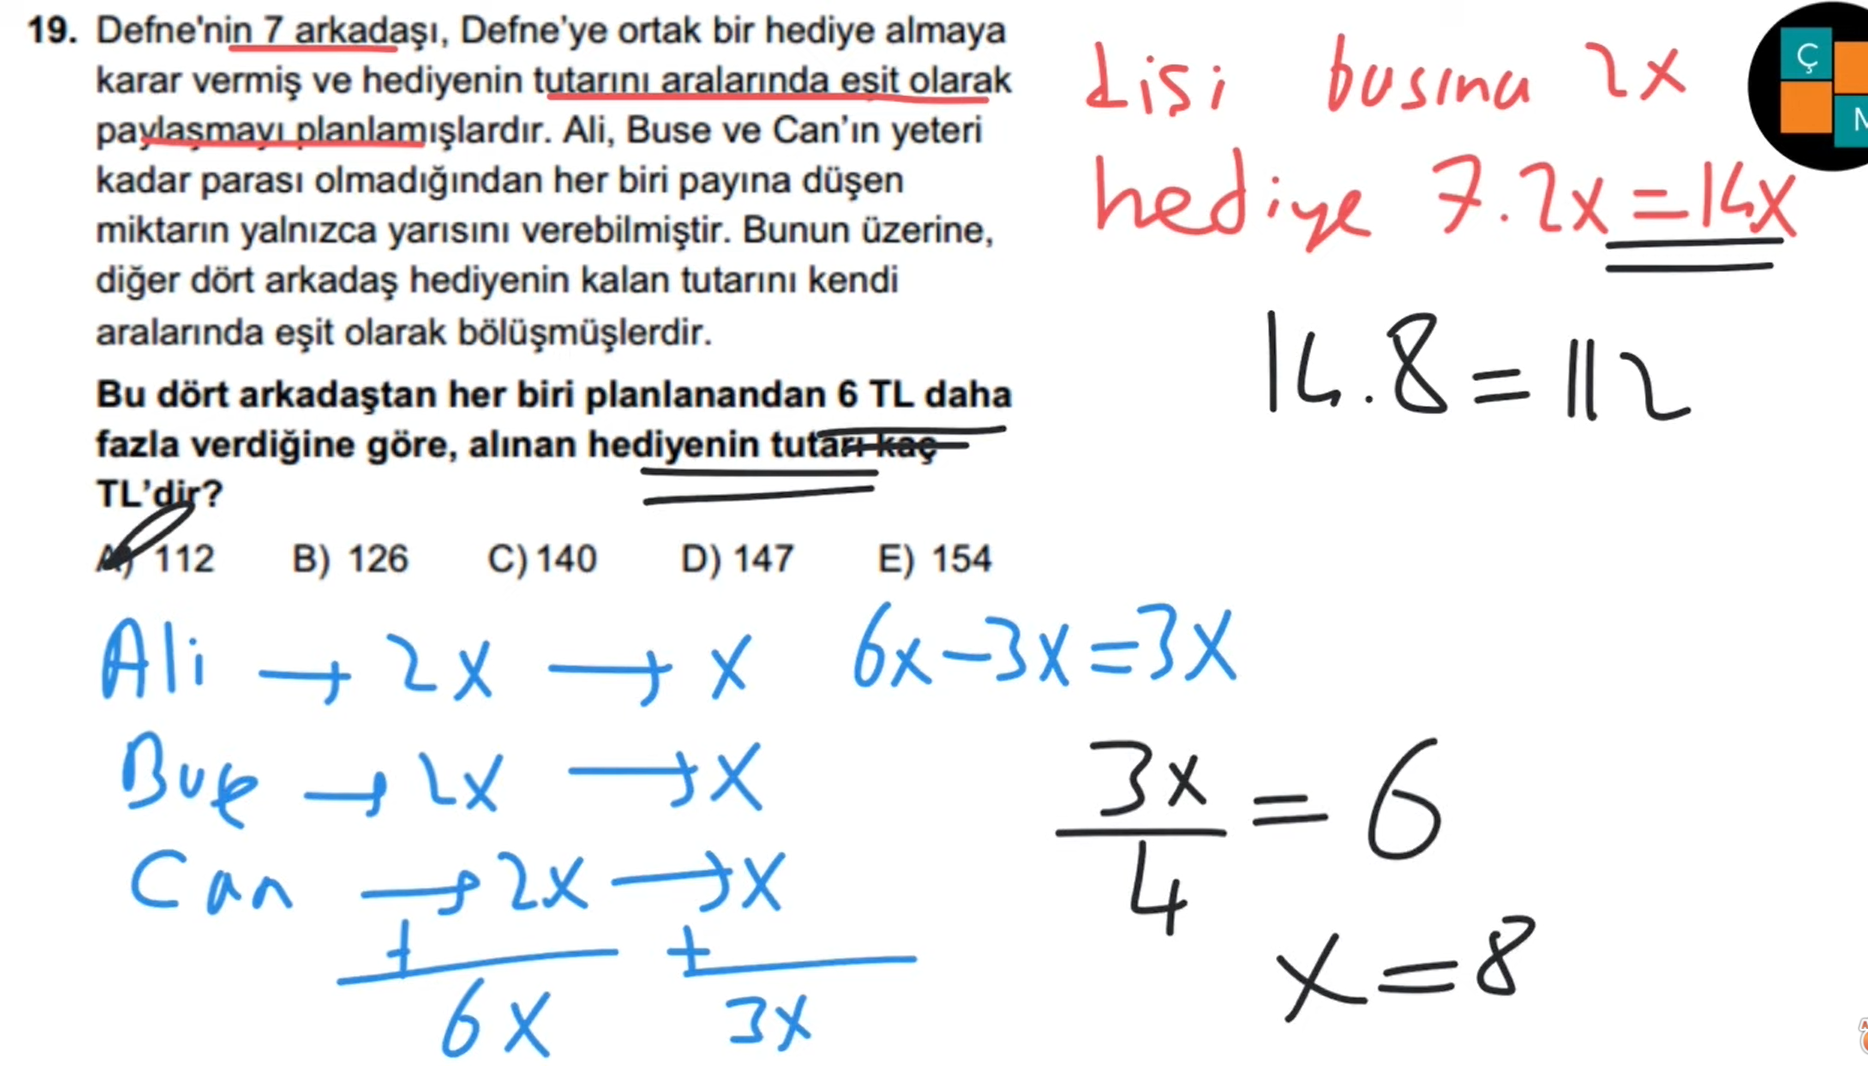 19. Defne'nin 7 arkadaşı, Defne'ye ortak bir hediye almaya
karar vermiş ve hediyenin tutarını aralarında eşit olarak
paylaşmayı planlamışlardır. Ali, Buse ve Can'ın yeteri
kadar parası olmadığından her biri payına düşen
miktarın yalnızca yarısını verebilmiştir. Bunun üzerine,
diğer dört arkadaş hediyenin kalan tutarını kendi
aralarında eşit olarak bölüşmüşlerdir.
Bu dört arkadaştan her biri planlanandan 6 TL daha
fazla verdiğine göre, alınan hediyenin tutarı kaç
TL'dir?
A) 112 B) 126 C) 140 D) 147 E) 154
kişi başına 2x
hediye 7.2x=14x
14.8=112
Ali → 2x → x
Buse → 2x → x
Can → 2x → x
+ +
6x 3x
6x-3x=3x
3x/4 = 6
x=8
Ç